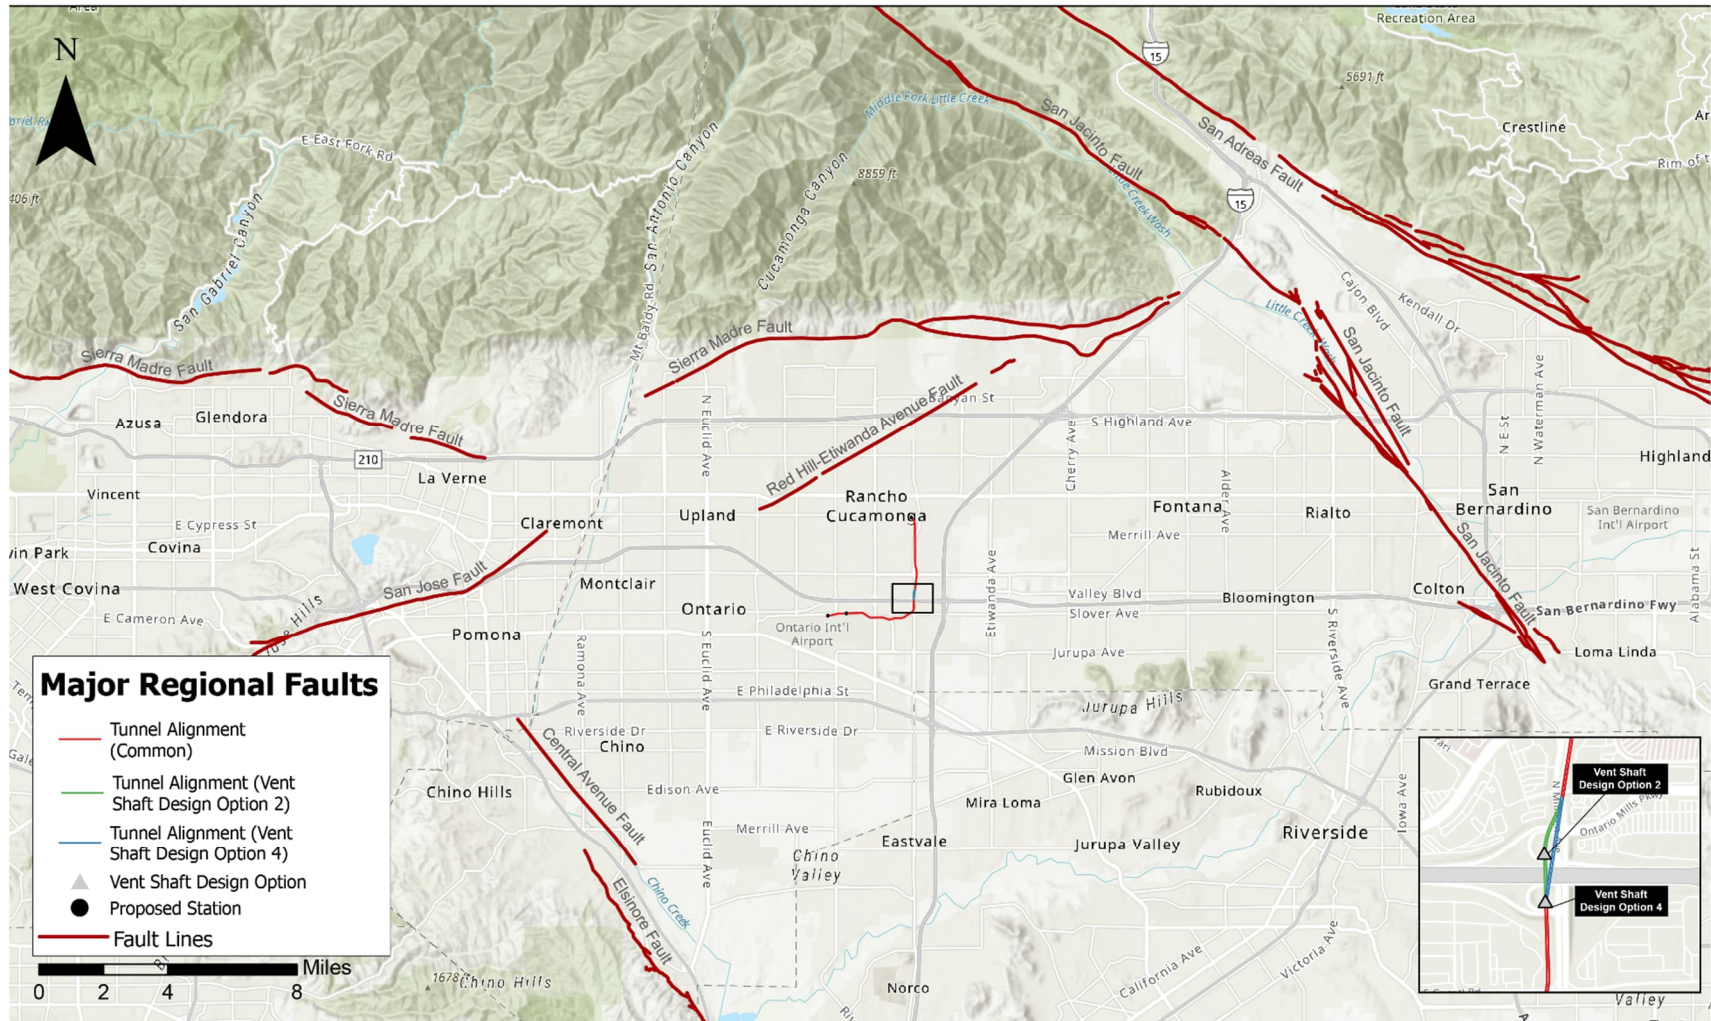 Area
Recreation Area
N
15
5691 ft
Middle Fork Little Creek
San Jacinto Fault
San Adreas Fault
Crestline
E East Fork Rd
8859 ft
406 ft
Rim of
San Gabriel Canyon
San Antonio Canyon
Cucamonga Canyon
Little Creek Wash
15
Mt Baldy Rd
Cajon Blvd
Kendall Dr
Sierra Madre Fault
Sierra Madre Fault
San Jacinto Fault
Azusa
Glendora
Sierra Madre Fault
N Euclid Ave
Red Hill-Etiwanda Avenue Fault
Banyan St
S Highland Ave
Cherry Ave
N E St
N Waterman Ave
210
Highland
Vincent
La Verne
Rancho
Cucamonga
Alder Ave
Fontana
Rialto
San
Bernardino
San Bernardino
Int'l Airport
E Cypress St
Claremont
Upland
Covina
Merrill Ave
San Jacinto Fault
West Covina
San Jose Fault
Montclair
Etiwanda Ave
Valley Blvd
Slover Ave
Bloomington
Colton
San Bernardino Fwy
Alabama St
E Cameron Ave
Ontario
Ontario Int'l
Airport
Pomona
Ramona Ave
S Euclid Ave
Jurupa Ave
S Riverside Ave
Loma Linda
Grand Terrace
E Philadelphia St
Jurupa Hills
Riverside Dr
Chino
E Riverside Dr
Mission Blvd
Central Avenue Fault
Glen Avon
Chino Hills
Edison Ave
Mira Loma
Rubidoux
Iowa Ave
Merrill Ave
Euclid Ave
Eastvale
Jurupa Valley
Riverside
Chino
Valley
Elsinore Fault
Chino Creek
California Ave
Victoria Ave
1678
Chino Hills
Norco
Valley
Major Regional Faults
Tunnel Alignment
(Common)
Tunnel Alignment (Vent
Shaft Design Option 2)
Tunnel Alignment (Vent
Shaft Design Option 4)
Vent Shaft Design Option
Proposed Station
Fault Lines
Miles
0 2 4 8
Vent Shaft
Design Option 2
Ontario Mills Pkwy
Vent Shaft
Design Option 4